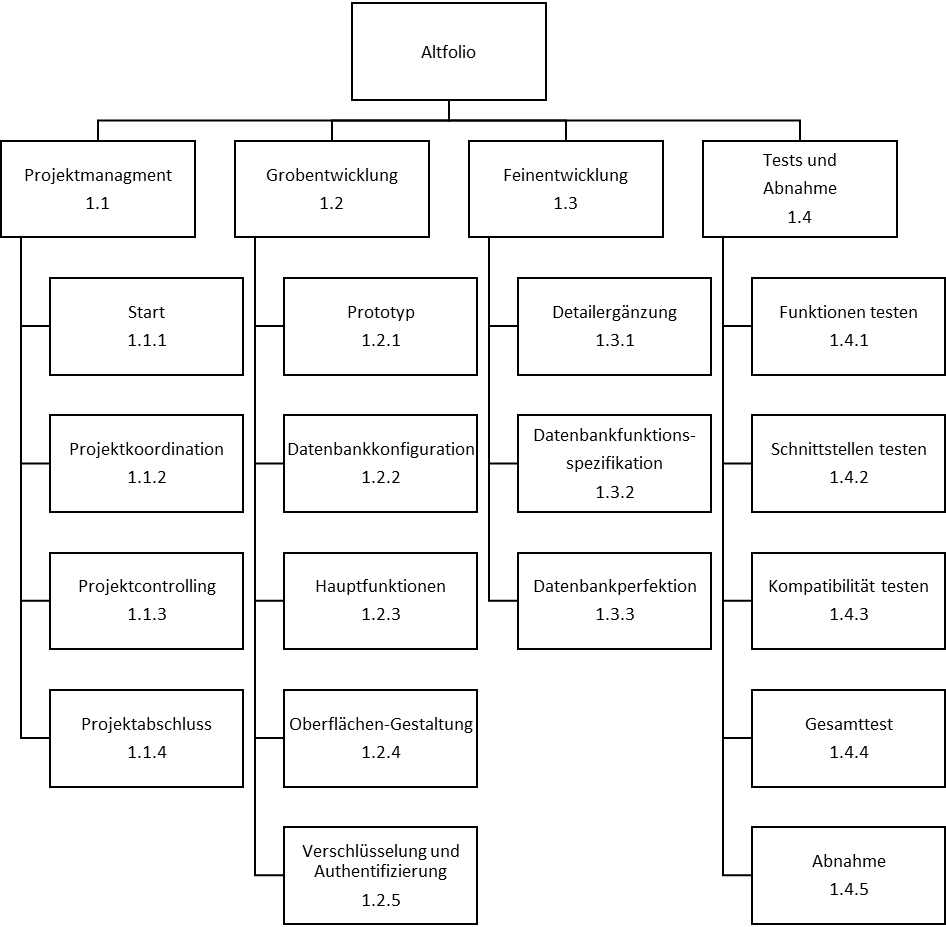 Altfolio
Projektmanagment
1.1
Grobentwicklung
1.2
Feinentwicklung
1.3
Tests und
Abnahme
1.4
Start
1.1.1
Prototyp
1.2.1
Detailergänzung
1.3.1
Funktionen testen
1.4.1
Projektkoordination
1.1.2
Datenbankkonfiguration
1.2.2
Datenbankfunktions-
spezifikation
1.3.2
Schnittstellen testen
1.4.2
Projektcontrolling
1.1.3
Hauptfunktionen
1.2.3
Datenbankperfektion
1.3.3
Kompatibilität testen
1.4.3
Projektabschluss
1.1.4
Oberflächen-Gestaltung
1.2.4
Gesamttest
1.4.4
Verschlüsselung und
Authentifizierung
1.2.5
Abnahme
1.4.5